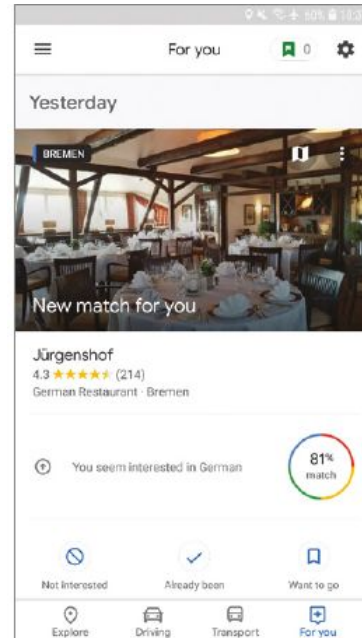 60%
For you
0
Yesterday
BREMEN
New match for you
Jürgenshof
4.3 (214)
German Restaurant · Bremen
You seem interested in German
81%
match
Not Interested
Already been
Want to go
Explore
Driving
Transport
For you